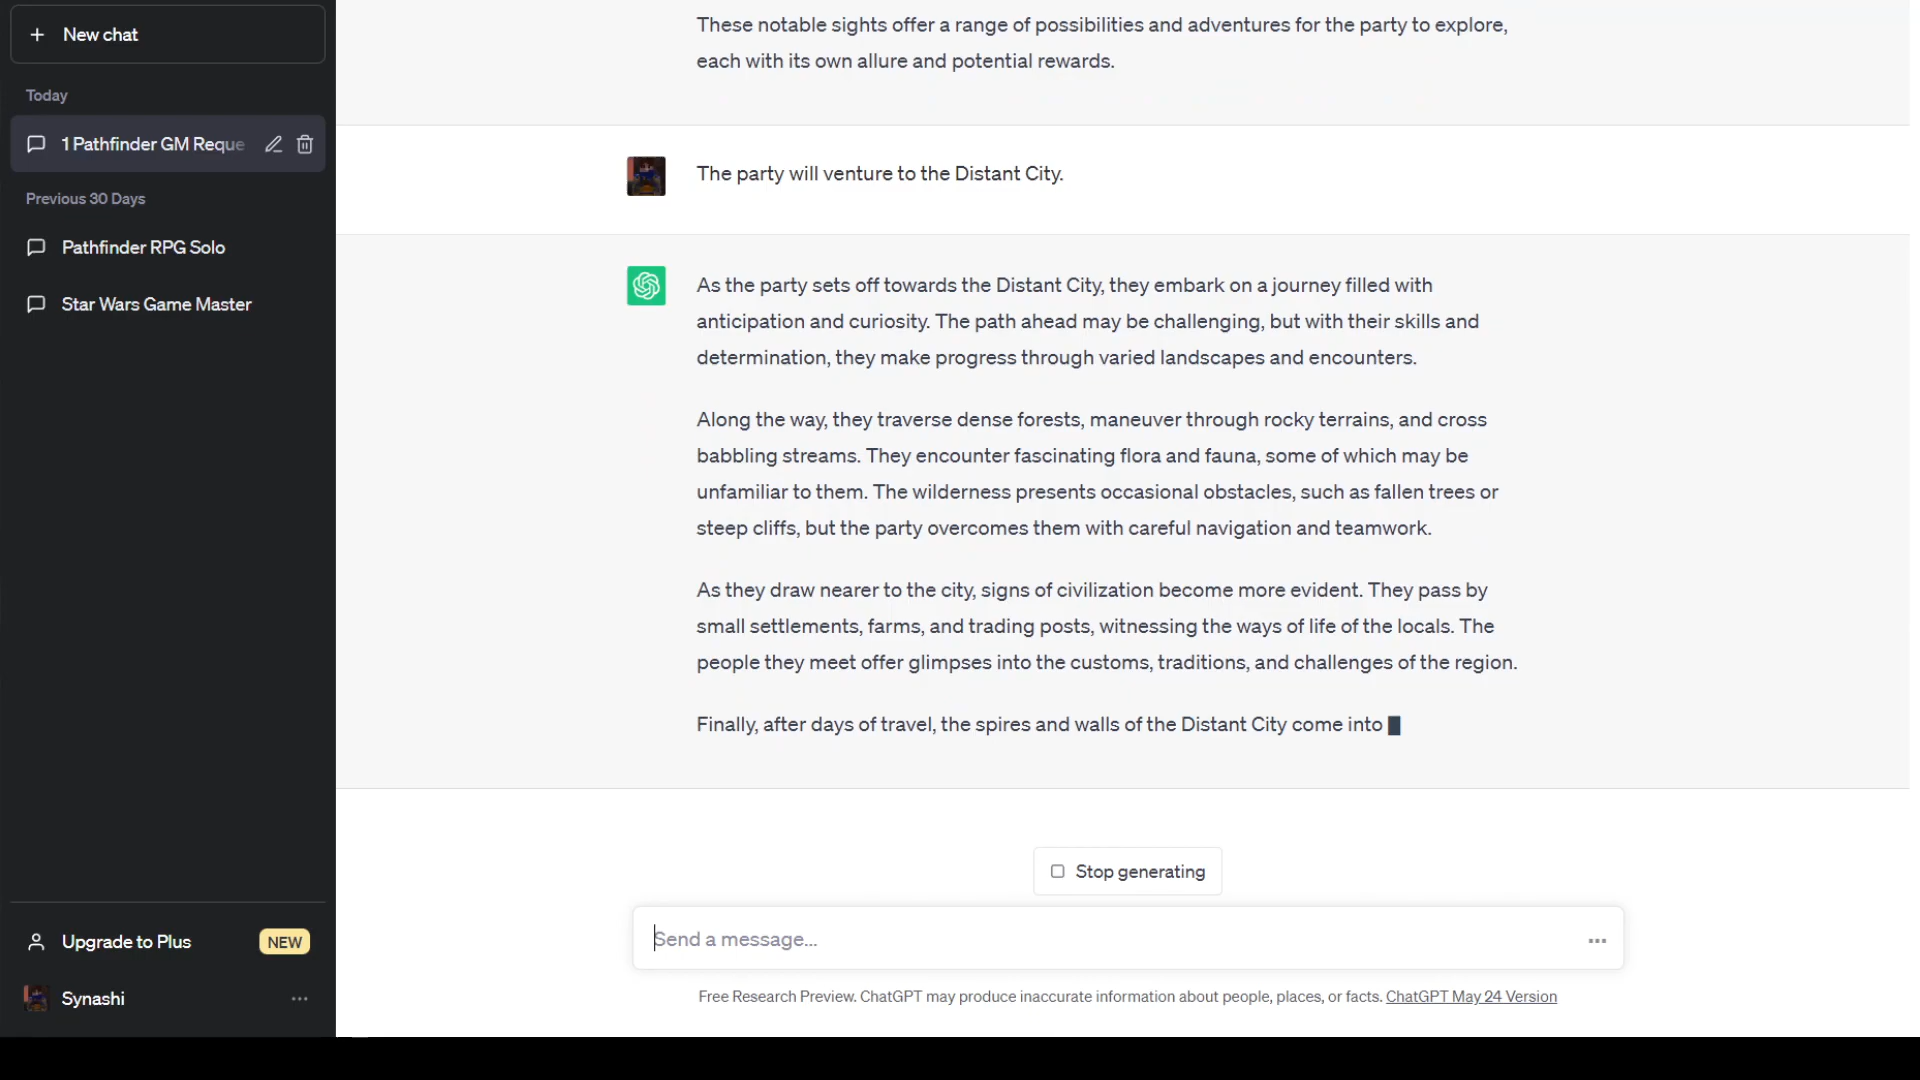 New chat
Today
1 Pathfinder GM Reque
Previous 30 Days
Pathfinder RPG Solo
Star Wars Game Master
Upgrade to Plus
NEW
Synashi
These notable sights offer a range of possibilities and adventures for the party to explore,
each with its own allure and potential rewards.
The party will venture to the Distant City.
As the party sets off towards the Distant City, they embark on a journey filled with
anticipation and curiosity. The path ahead may be challenging, but with their skills and
determination, they make progress through varied landscapes and encounters.
Along the way, they traverse dense forests, maneuver through rocky terrains, and cross
babbling streams. They encounter fascinating flora and fauna, some of which may be
unfamiliar to them. The wilderness presents occasional obstacles, such as fallen trees or
steep cliffs, but the party overcomes them with careful navigation and teamwork.
As they draw nearer to the city, signs of civilization become more evident. They pass by
small settlements, farms, and trading posts, witnessing the ways of life of the locals. The
people they meet offer glimpses into the customs, traditions, and challenges of the region.
Finally, after days of travel, the spires and walls of the Distant City come into
Stop generating
Send a message...
Free Research Preview. ChatGPT may produce inaccurate information about people, places, or facts. ChatGPT May 24 Version